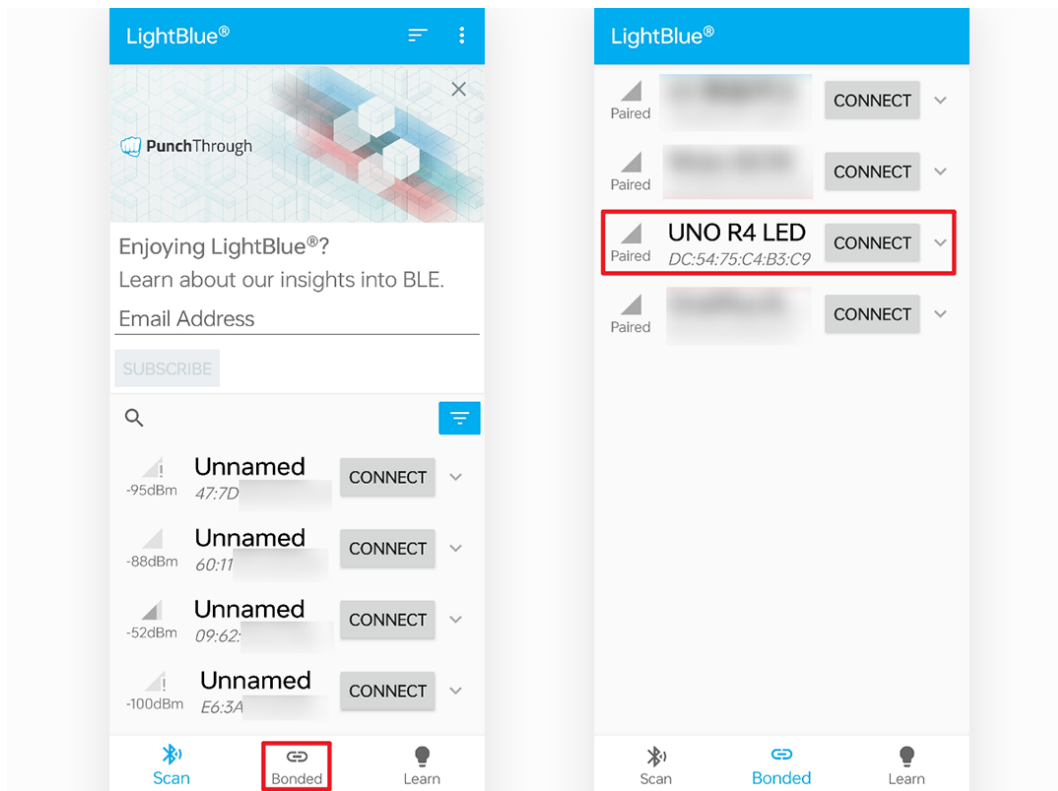 LightBlue®
PunchThrough
Enjoying LightBlue®?
Learn about our insights into BLE.
Email Address
SUBSCRIBE
Unnamed
-95dBm
47:7D
CONNECT
Unnamed
-88dBm
60:11
CONNECT
Unnamed
-52dBm
09:62:
CONNECT
Unnamed
-100dBm
E6:3A
CONNECT
Scan
Bonded
Learn
LightBlue®
Paired
CONNECT
Paired
CONNECT
UNO R4 LED
Paired
DC:54:75:C4:B3:C9
CONNECT
Paired
CONNECT
Scan
Bonded
Learn